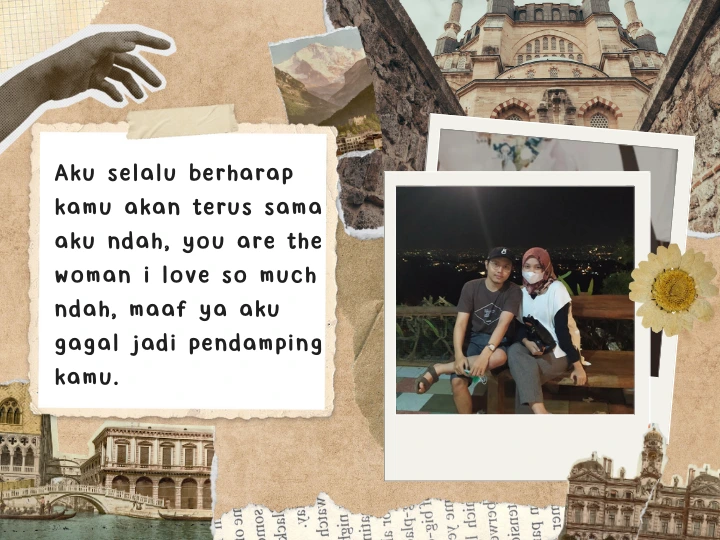 Aku selalu berharap
kamu akan terus sama
aku ndah, you are the
woman i love so much
ndah, maaf ya aku
gagal jadi pendamping
kamu.